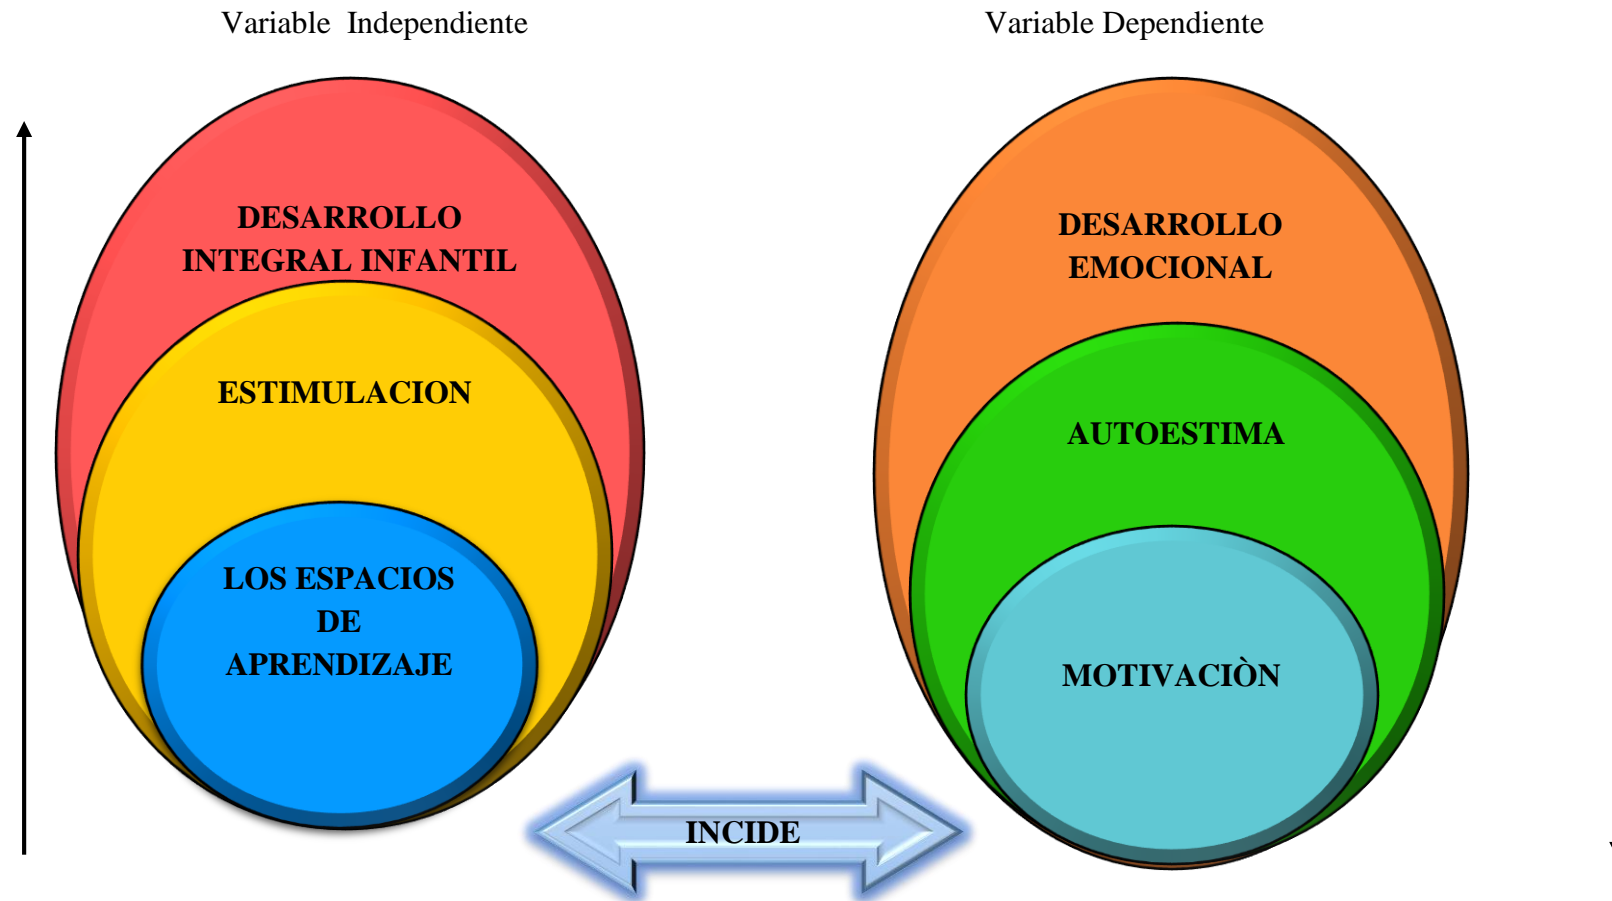 Variable  Independiente
Variable Dependiente
DESARROLLO
INTEGRAL INFANTIL
ESTIMULACION
LOS ESPACIOS
DE
APRENDIZAJE
DESARROLLO
EMOCIONAL
AUTOESTIMA
MOTIVACIÒN
INCIDE